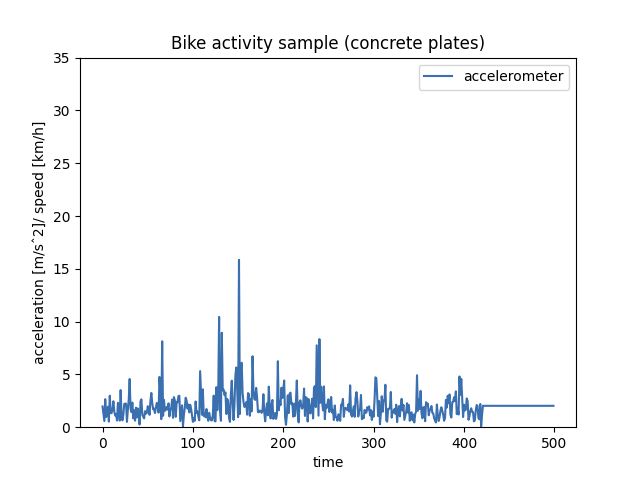 Bike activity sample (concrete plates)
accelerometer
35
30
25
20
15
10
5
0
acceleration [m/sˆ2]/ speed [km/h]
0 100 200 300 400 500
time